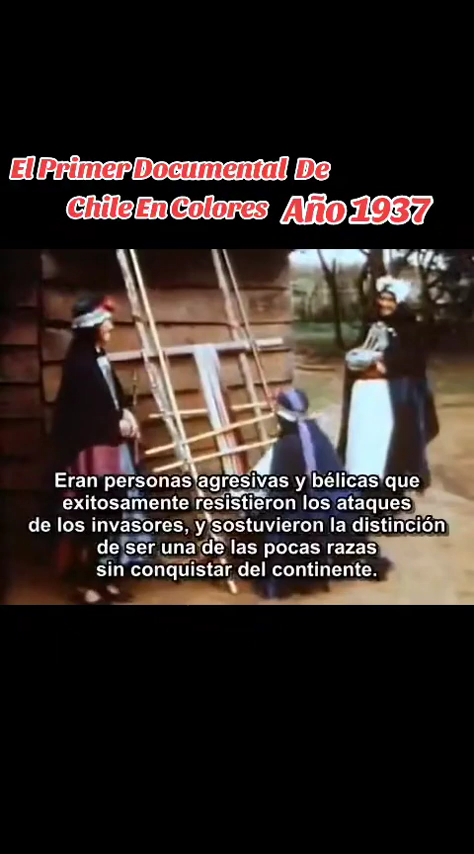 El Primer Documental De
Chile En Colores Año 1937
Eran personas agresivas y bélicas que
exitosamente resistieron los ataques
de los invasores, y sostuvieron la distinción
de ser una de las pocas razas
sin conquistar del continente.